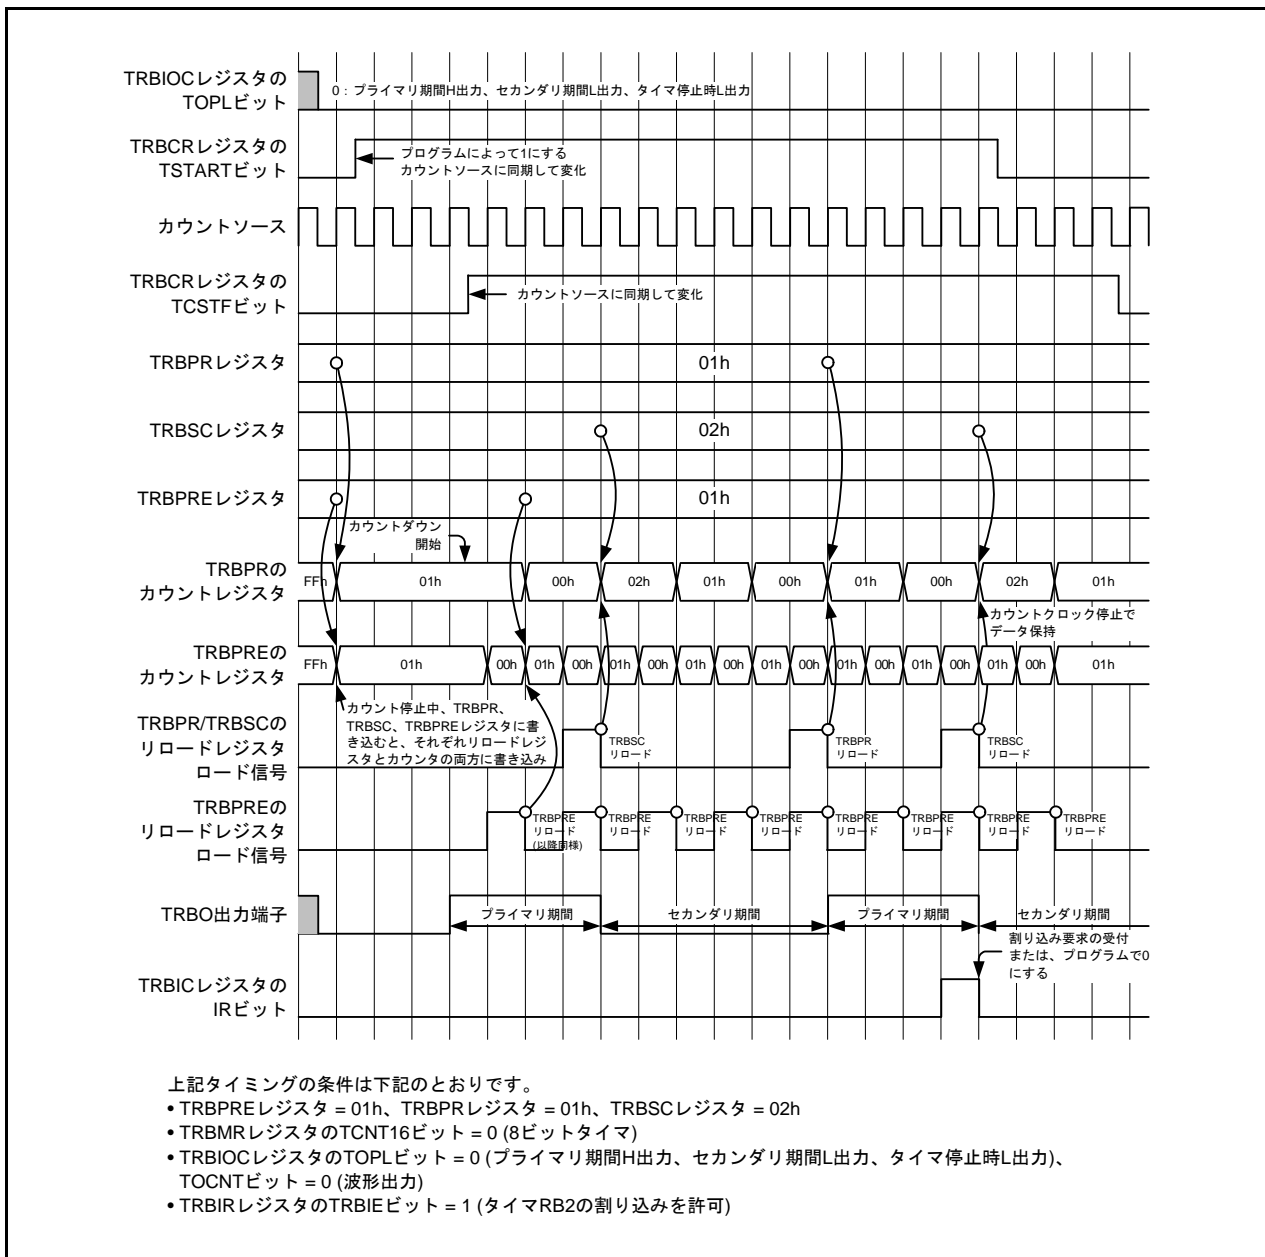 TRBIOCレジスタの
TOPLビット
0：プライマリ期間H出力、セカンダリ期間L出力、タイマ停止時L出力
TRBCRレジスタの
TSTARTビット
プログラムによって1にする
カウントソースに同期して変化
カウントソース
TRBCRレジスタの
TCSTFビット
カウントソースに同期して変化
TRBPRレジスタ
01h
TRBSCレジスタ
02h
TRBPREレジスタ
01h
カウントダウン
開始
TRBPRの
カウントレジスタ
FFh 01h 00h 02h 01h 00h 01h 00h 02h 01h
カウントクロック停止で
データ保持
TRBPREの
カウントレジスタ
FFh 01h 00h 01h 00h 01h 00h 01h 00h 01h 00h 01h 00h 01h 00h 01h 00h 01h
カウント停止中、TRBPR、
TRBSC、TRBPREレジスタに書
き込むと、それぞれリロードレジ
スタとカウンタの両方に書き込み
TRBPR/TRBSCの
リロードレジスタ
ロード信号
TRBSC
リロード
TRBPR
リロード
TRBSC
リロード
TRBPREの
リロードレジスタ
ロード信号
TRBPRE
リロード
(以降同様)
TRBPRE
リロード
TRBPRE
リロード
TRBPRE
リロード
TRBPRE
リロード
TRBPRE
リロード
TRBPRE
リロード
TRBPRE
リロード
TRBO出力端子
プライマリ期間 セカンダリ期間 プライマリ期間 セカンダリ期間
割り込み要求の受付
または、プログラムで0
にする
TRBICレジスタの
IRビット
上記タイミングの条件は下記のとおりです。
• TRBPREレジスタ = 01h、TRBPRレジスタ = 01h、TRBSCレジスタ = 02h
• TRBMRレジスタのTCNT16ビット = 0 (8ビットタイマ)
• TRBIOCレジスタのTOPLビット = 0 (プライマリ期間H出力、セカンダリ期間L出力、タイマ停止時L出力)、
TOCNTビット = 0 (波形出力)
• TRBIRレジスタのTRBIEビット = 1 (タイマRB2の割り込みを許可)